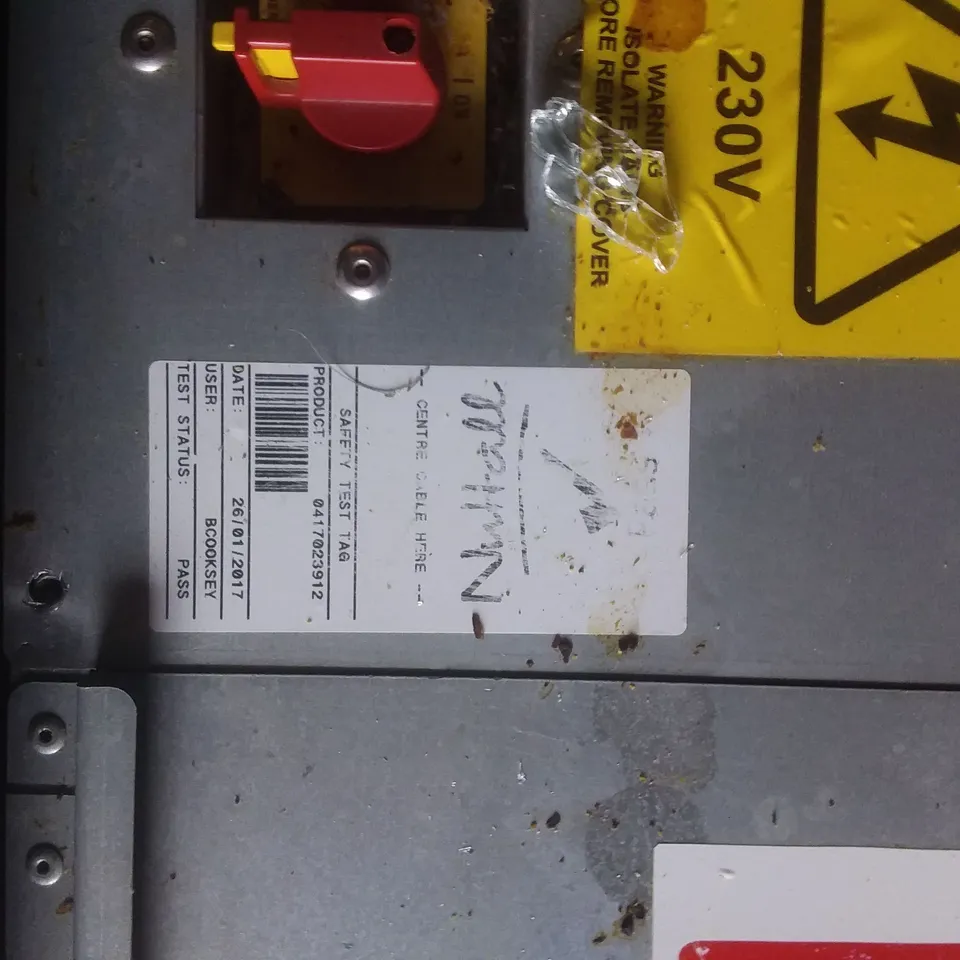 230V
WARNING
ISOLATE
ORE REMOVING COVER
-- CENTRE CABLE HERE --
SAFETY TEST TAG
PRODUCT: 0417023912
DATE: 26/01/2017
USER: BCOOKSEY
TEST STATUS: PASS